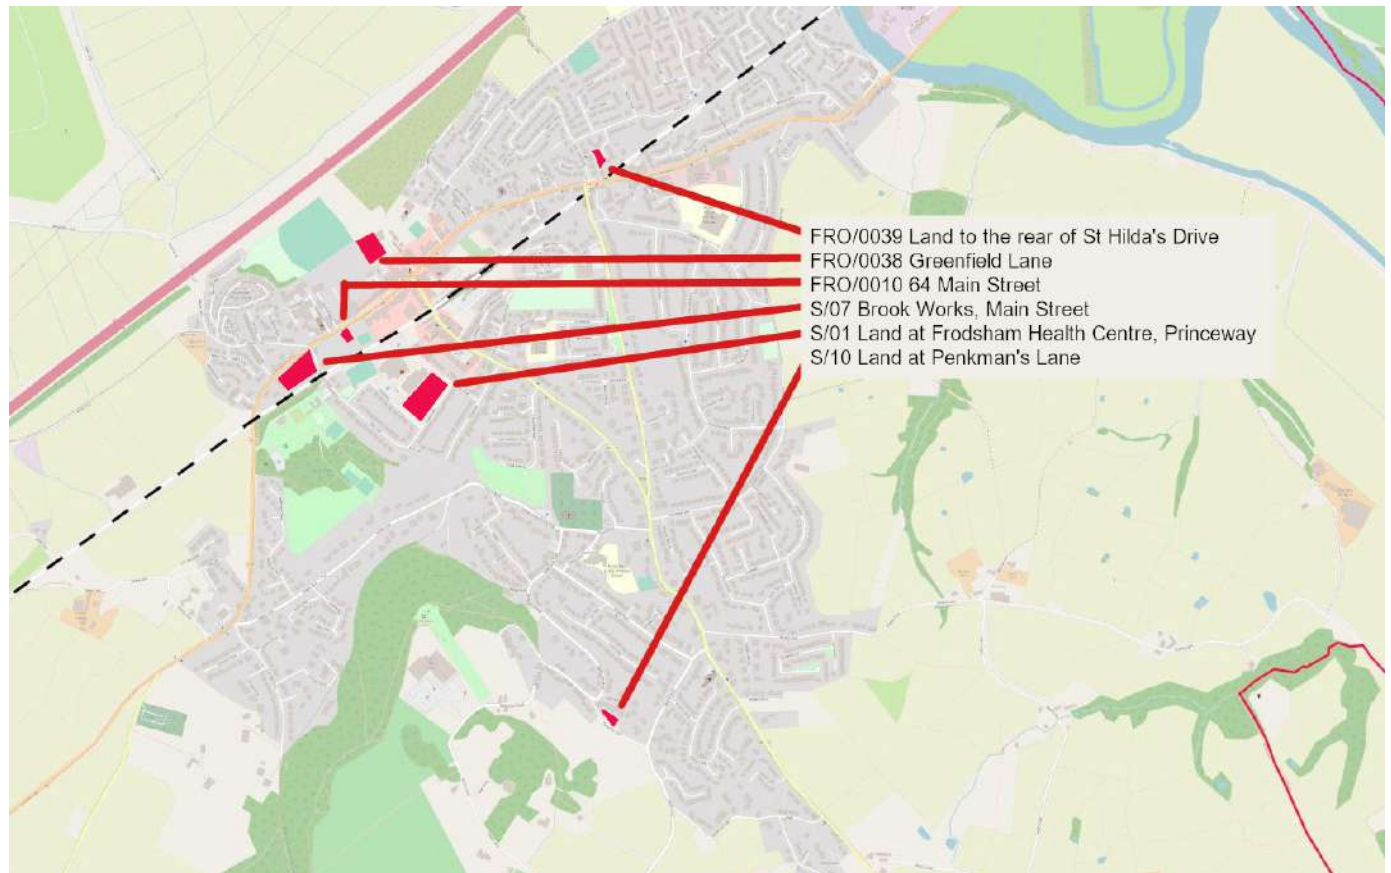 FRO/0039 Land to the rear of St Hilda's Drive
FRO/0038 Greenfield Lane
FRO/0010 64 Main Street
S/07 Brook Works, Main Street
S/01 Land at Frodsham Health Centre, Princeway
S/10 Land at Penkman's Lane